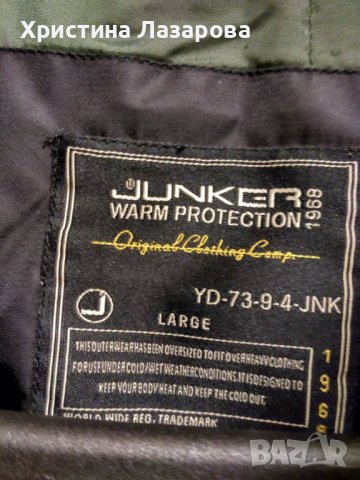 Христина Лазарова
JUNKER
WARM PROTECTION
1968
Original Clothing Comp.
YD-73-9-4-JNK
LARGE
THIS OUTERWEAR HAS BEEN OVERSIZED TO FIT OVER HEAVY CLOTHING
FOR USE UNDER COLD/WET WEATHER CONDITIONS. IT IS DESIGNED TO
KEEP YOUR BODY HEAT AND KEEP THE COLD OUT.
1968
WORLD WIDE REG. TRADEMARK
BAZAR